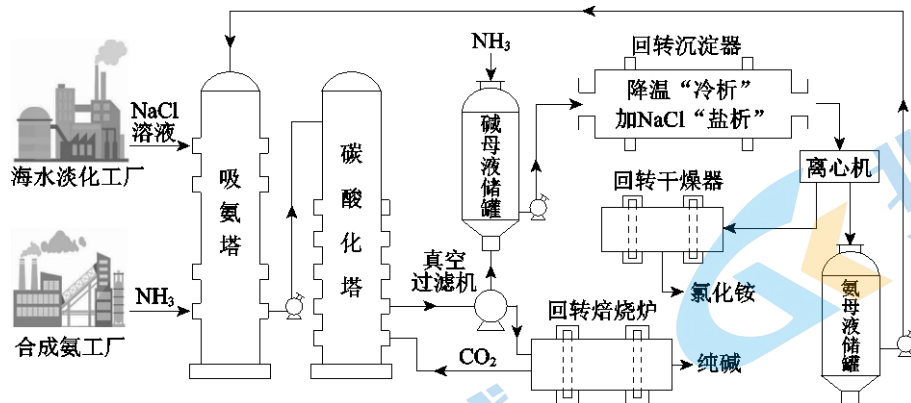 NaCl
溶液
海水淡化工厂
NH₃
合成氨工厂
吸氨塔
碳酸化塔
真空
过滤机
CO₂
NH₃
碱母液储罐
回转沉淀器
降温“冷析”
加NaCl“盐析”
离心机
回转干燥器
氯化铵
回转焙烧炉
纯碱
氨母液储罐